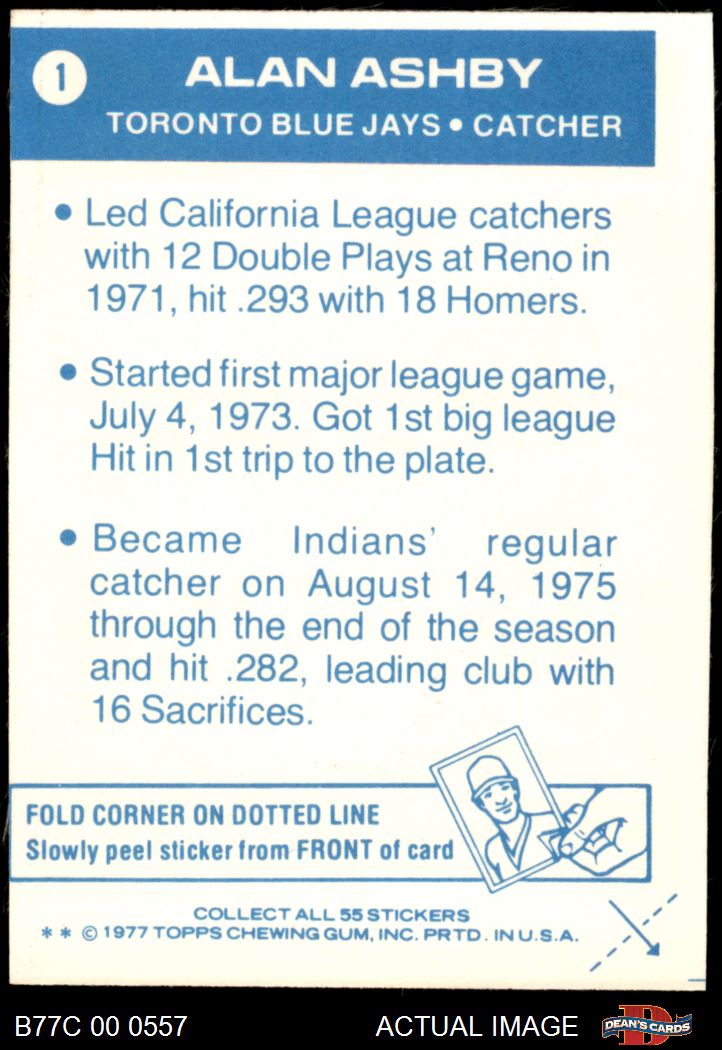 1
ALAN ASHBY
TORONTO BLUE JAYS • CATCHER
• Led California League catchers
with 12 Double Plays at Reno in
1971, hit .293 with 18 Homers.
• Started first major league game,
July 4, 1973. Got 1st big league
Hit in 1st trip to the plate.
• Became Indians' regular
catcher on August 14, 1975
through the end of the season
and hit .282, leading club with
16 Sacrifices.
FOLD CORNER ON DOTTED LINE
Slowly peel sticker from FRONT of card
COLLECT ALL 55 STICKERS
** © 1977 TOPPS CHEWING GUM, INC. PRTD. IN U.S.A.
B77C 00 0557
ACTUAL IMAGE
D
DEAN'S CARDS